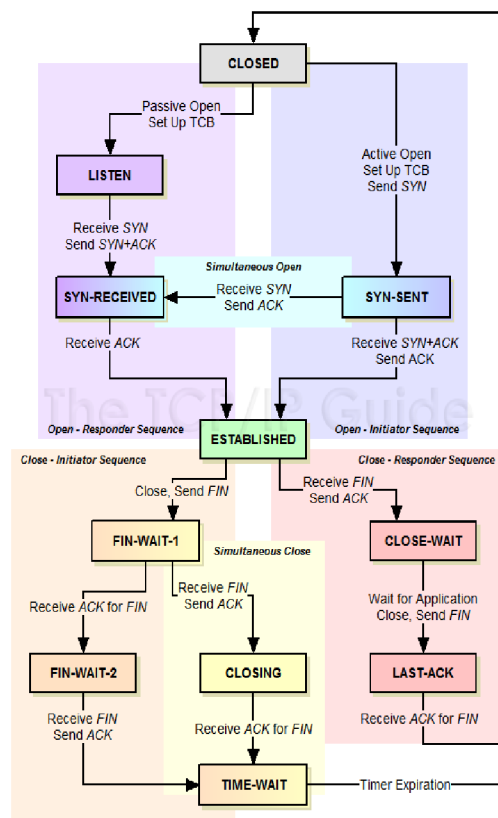 CLOSED
Passive Open
Set Up TCB
Active Open
Set Up TCB
Send SYN
LISTEN
Receive SYN
Send SYN+ACK
Simultaneous Open
SYN-RECEIVED
Receive SYN
Send ACK
SYN-SENT
Receive ACK
Receive SYN+ACK
Send ACK
The TCP/IP Guide
Open - Responder Sequence
ESTABLISHED
Open - Initiator Sequence
Close - Initiator Sequence
Close - Responder Sequence
Close, Send FIN
Receive FIN
Send ACK
FIN-WAIT-1
CLOSE-WAIT
Simultaneous Close
Receive ACK for FIN
Receive FIN
Send ACK
Wait for Application
Close, Send FIN
FIN-WAIT-2
CLOSING
LAST-ACK
Receive FIN
Send ACK
Receive ACK for FIN
Receive ACK for FIN
TIME-WAIT
Timer Expiration